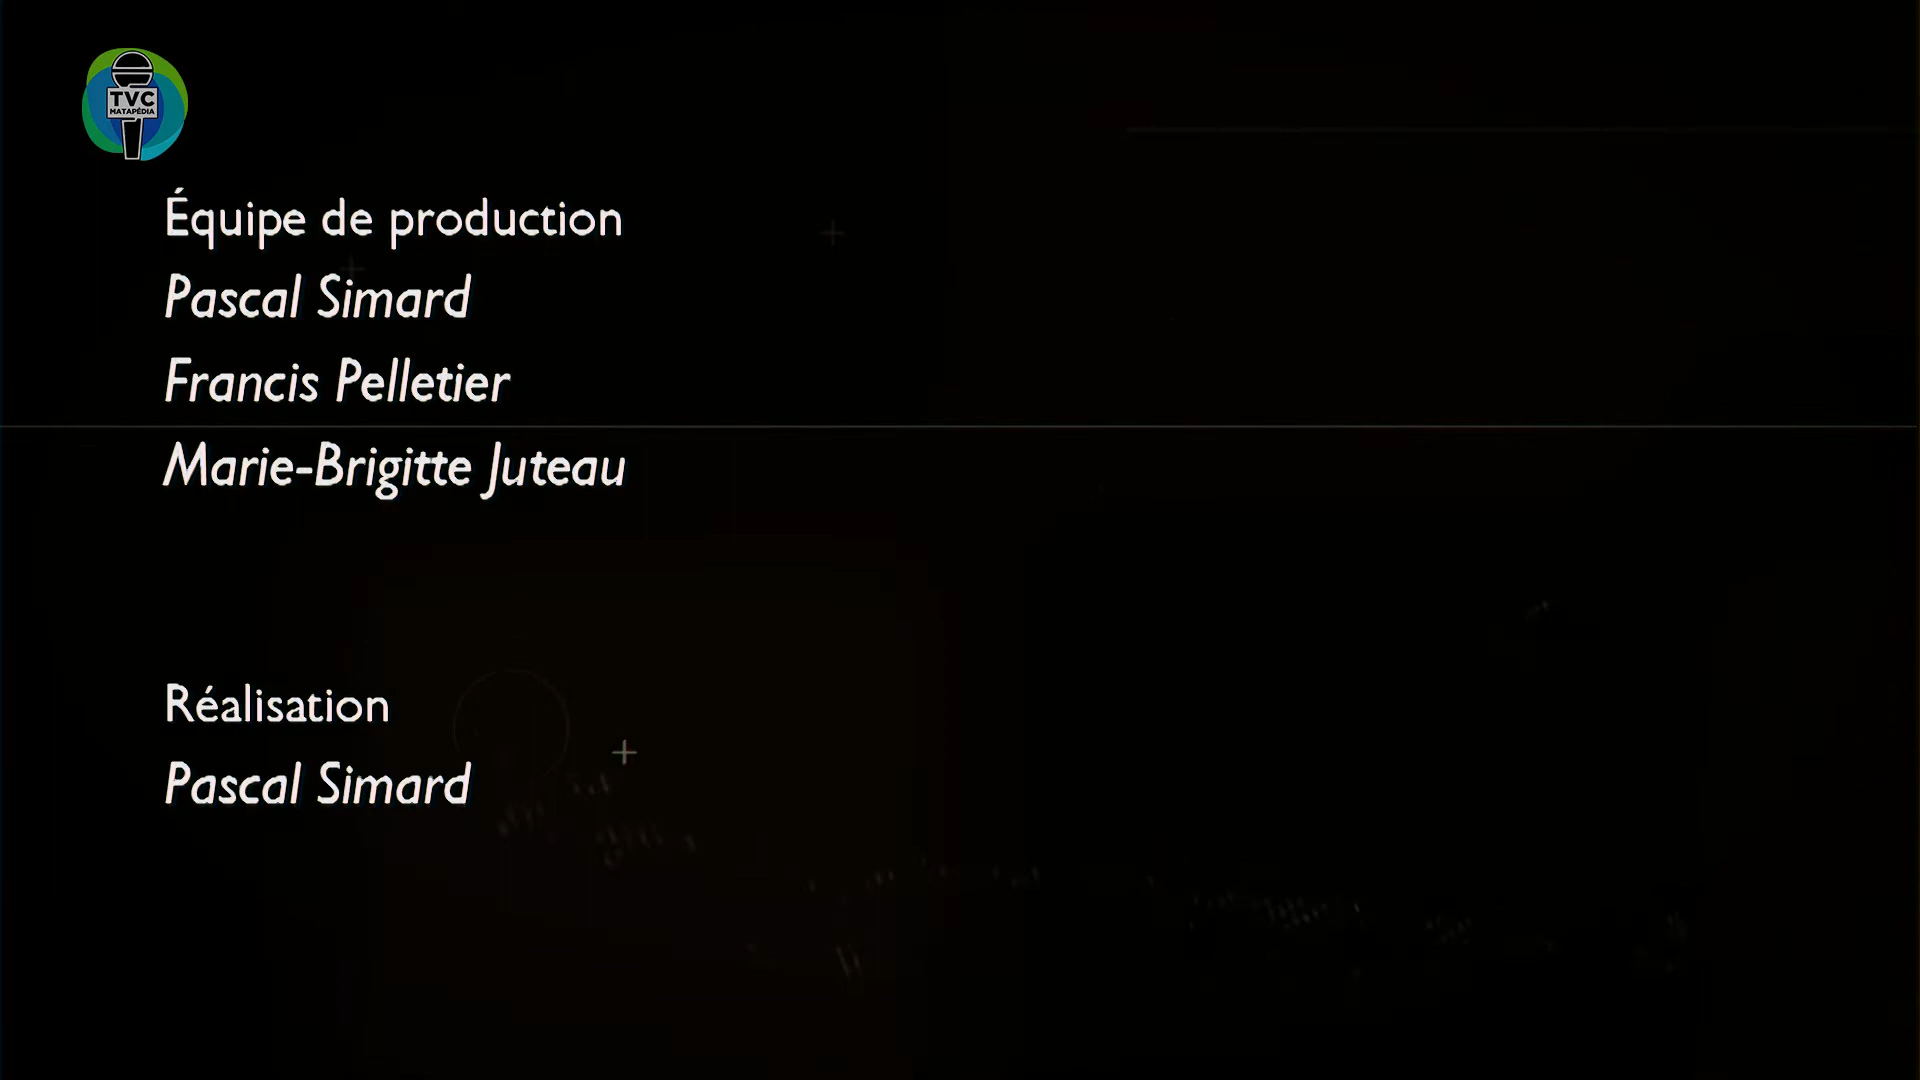 TVC
MATAPÉDIA
Équipe de production
Pascal Simard
Francis Pelletier
Marie-Brigitte Juteau
Réalisation
Pascal Simard